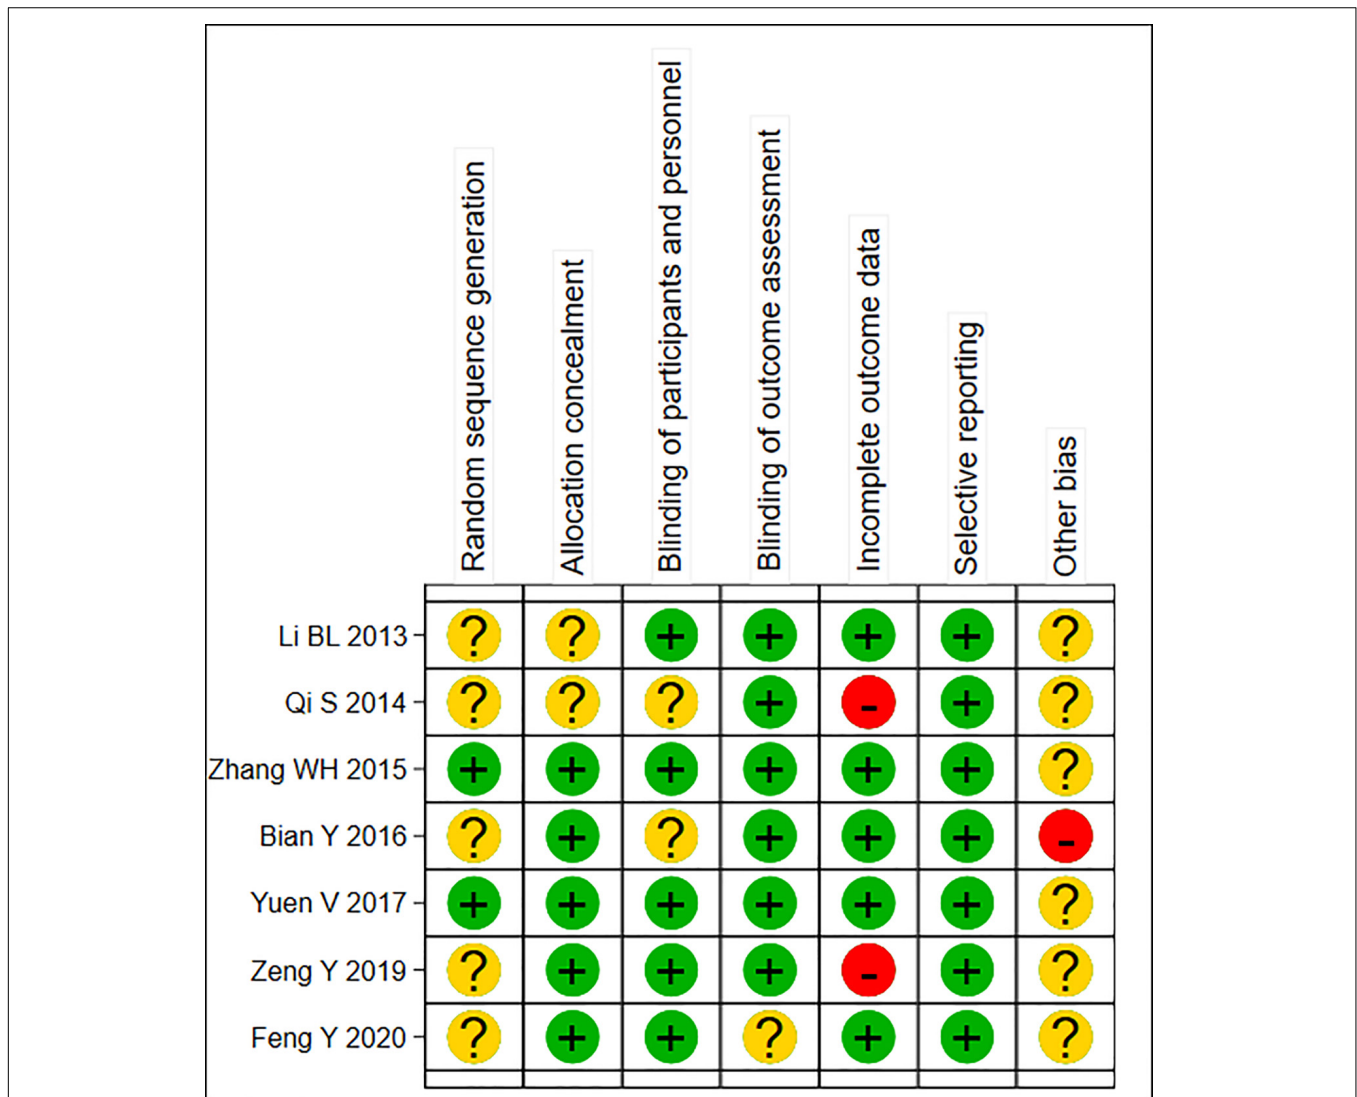 Random sequence generation
Allocation concealment
Blinding of participants and personnel
Blinding of outcome assessment
Incomplete outcome data
Selective reporting
Other bias
Li BL 2013 ? ? + + + + ?
Qi S 2014 ? ? ? + - + ?
Zhang WH 2015 + + + + + + ?
Bian Y 2016 ? + ? + + + -
Yuen V 2017 + + + + + + ?
Zeng Y 2019 ? + + + - + ?
Feng Y 2020 ? + + ? + + ?